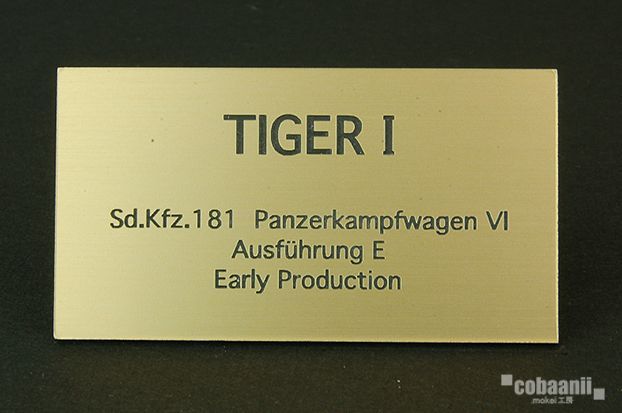 TIGER I
Sd.Kfz.181 Panzerkampfwagen VI
Ausführung E
Early Production
cobaanii
mokei 工房